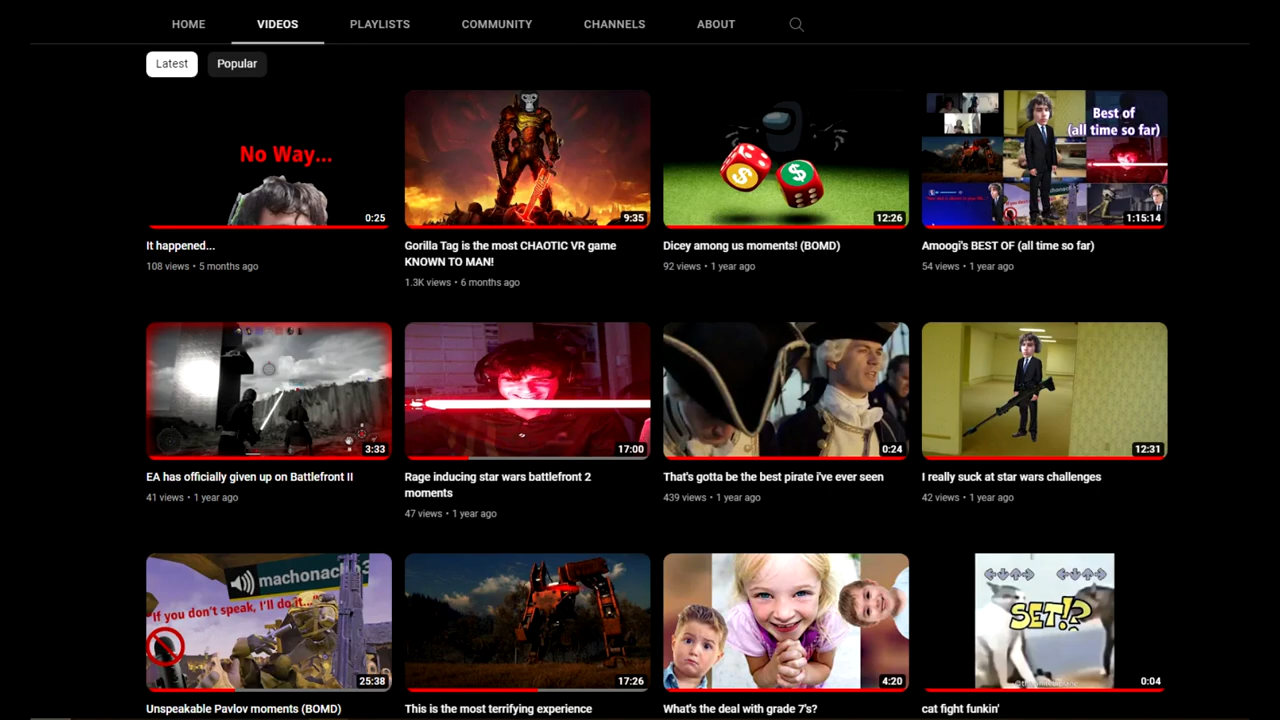 HOME VIDEOS PLAYLISTS COMMUNITY CHANNELS ABOUT
Latest Popular
No Way...
0:25
9:35
12:26
Best of
(all time so far)
1:15:14
It happened...
108 views • 5 months ago
Gorilla Tag is the most CHAOTIC VR game
KNOWN TO MAN!
1.3K views • 6 months ago
Dicey among us moments! (BOMD)
92 views • 1 year ago
Amoogi's BEST OF (all time so far)
54 views • 1 year ago
3:33
17:00
0:24
12:31
EA has officially given up on Battlefront II
41 views • 1 year ago
Rage inducing star wars battlefront 2
moments
47 views • 1 year ago
That's gotta be the best pirate i've ever seen
439 views • 1 year ago
I really suck at star wars challenges
42 views • 1 year ago
"If you don't speak, I'll do it..."
25:38
17:26
4:20
SET!?
0:04
Unspeakable Pavlov moments (BOMD)
This is the most terrifying experience
What's the deal with grade 7's?
cat fight funkin'